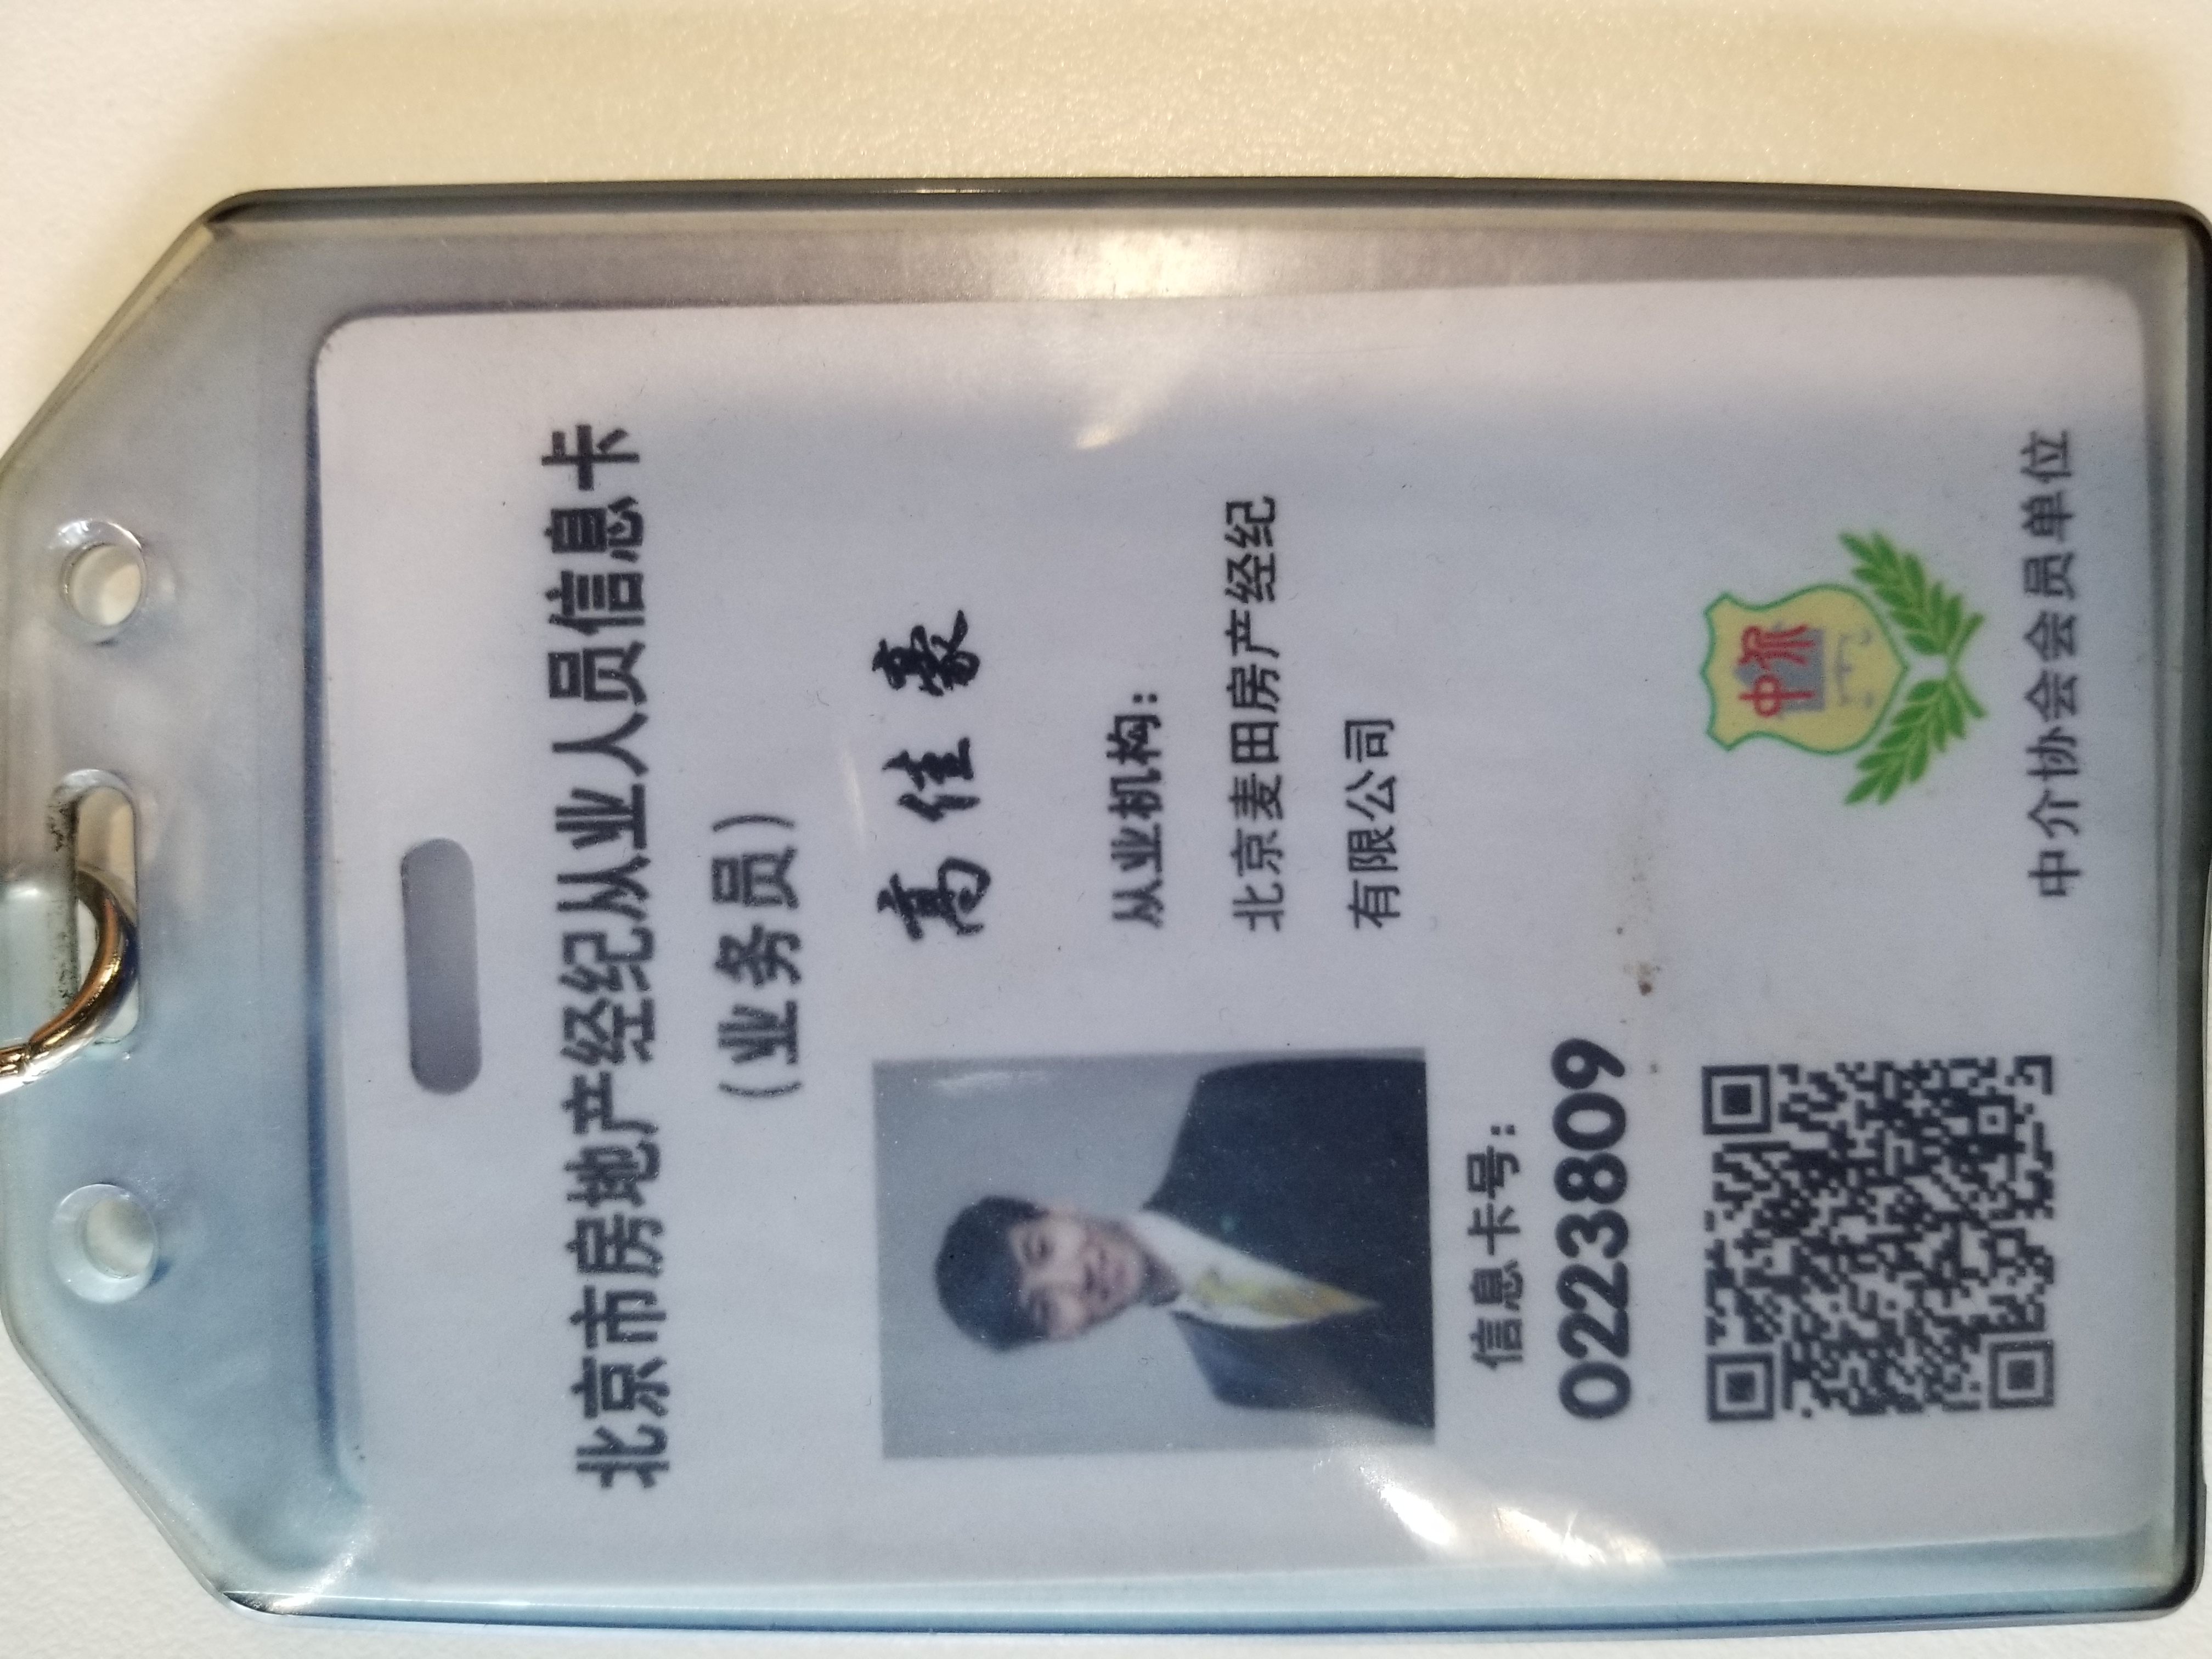 北京市房地产经纪从业人员信息卡
（业务员）
高佳豪
从业机构：
北京麦田房产经纪
有限公司
信息卡号：
0223809
中介
中介协会会员单位